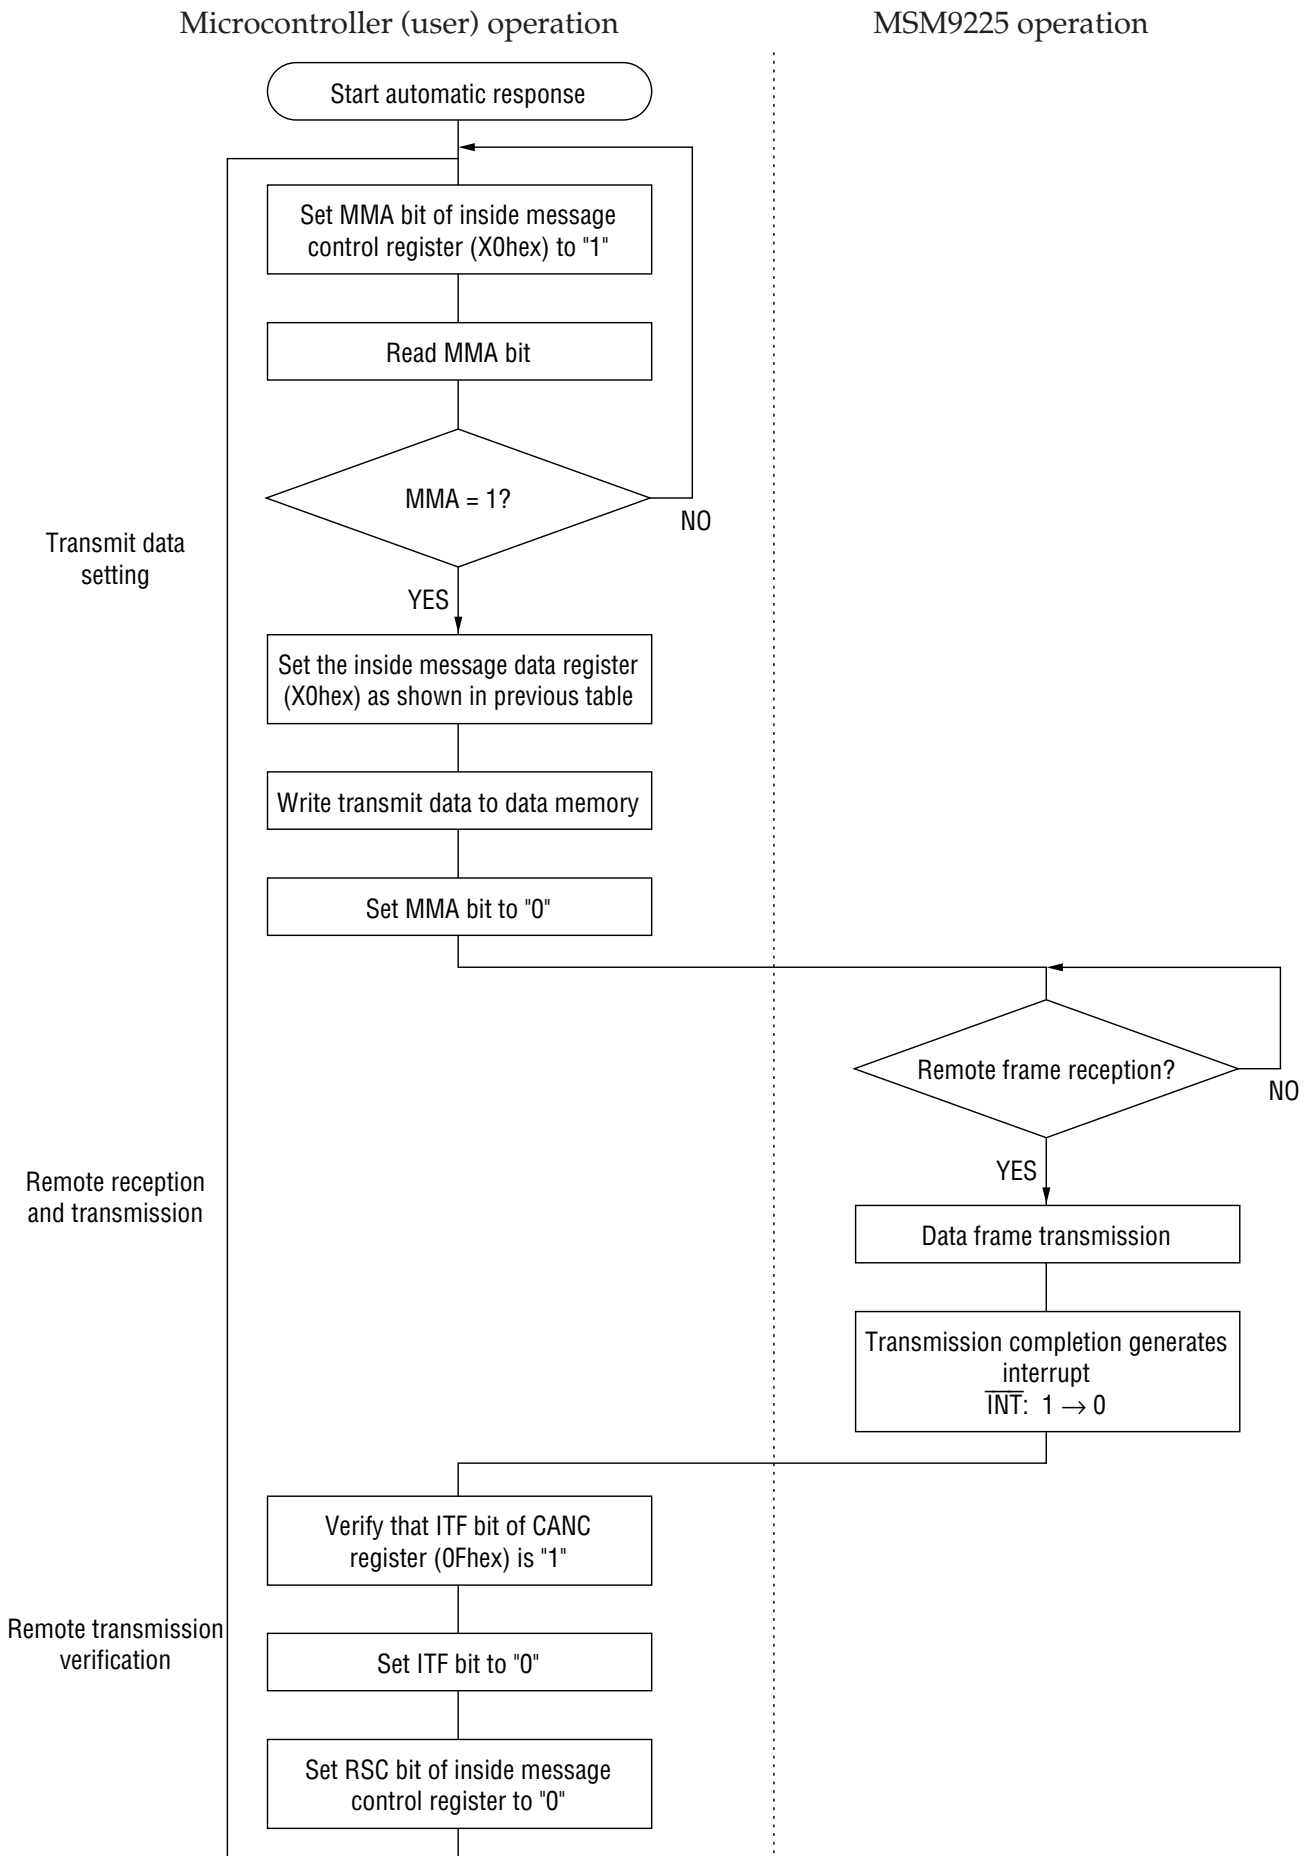 Microcontroller (user) operation
MSM9225 operation
Start automatic response
Set MMA bit of inside message
control register (X0hex) to "1"
Read MMA bit
MMA = 1?
NO
Transmit data
setting
YES
Set the inside message data register
(X0hex) as shown in previous table
Write transmit data to data memory
Set MMA bit to "0"
Remote frame reception?
NO
YES
Remote reception
and transmission
Data frame transmission
Transmission completion generates
interrupt
I̅N̅T̅: 1 → 0
Verify that ITF bit of CANC
register (0Fhex) is "1"
Remote transmission
verification
Set ITF bit to "0"
Set RSC bit of inside message
control register to "0"